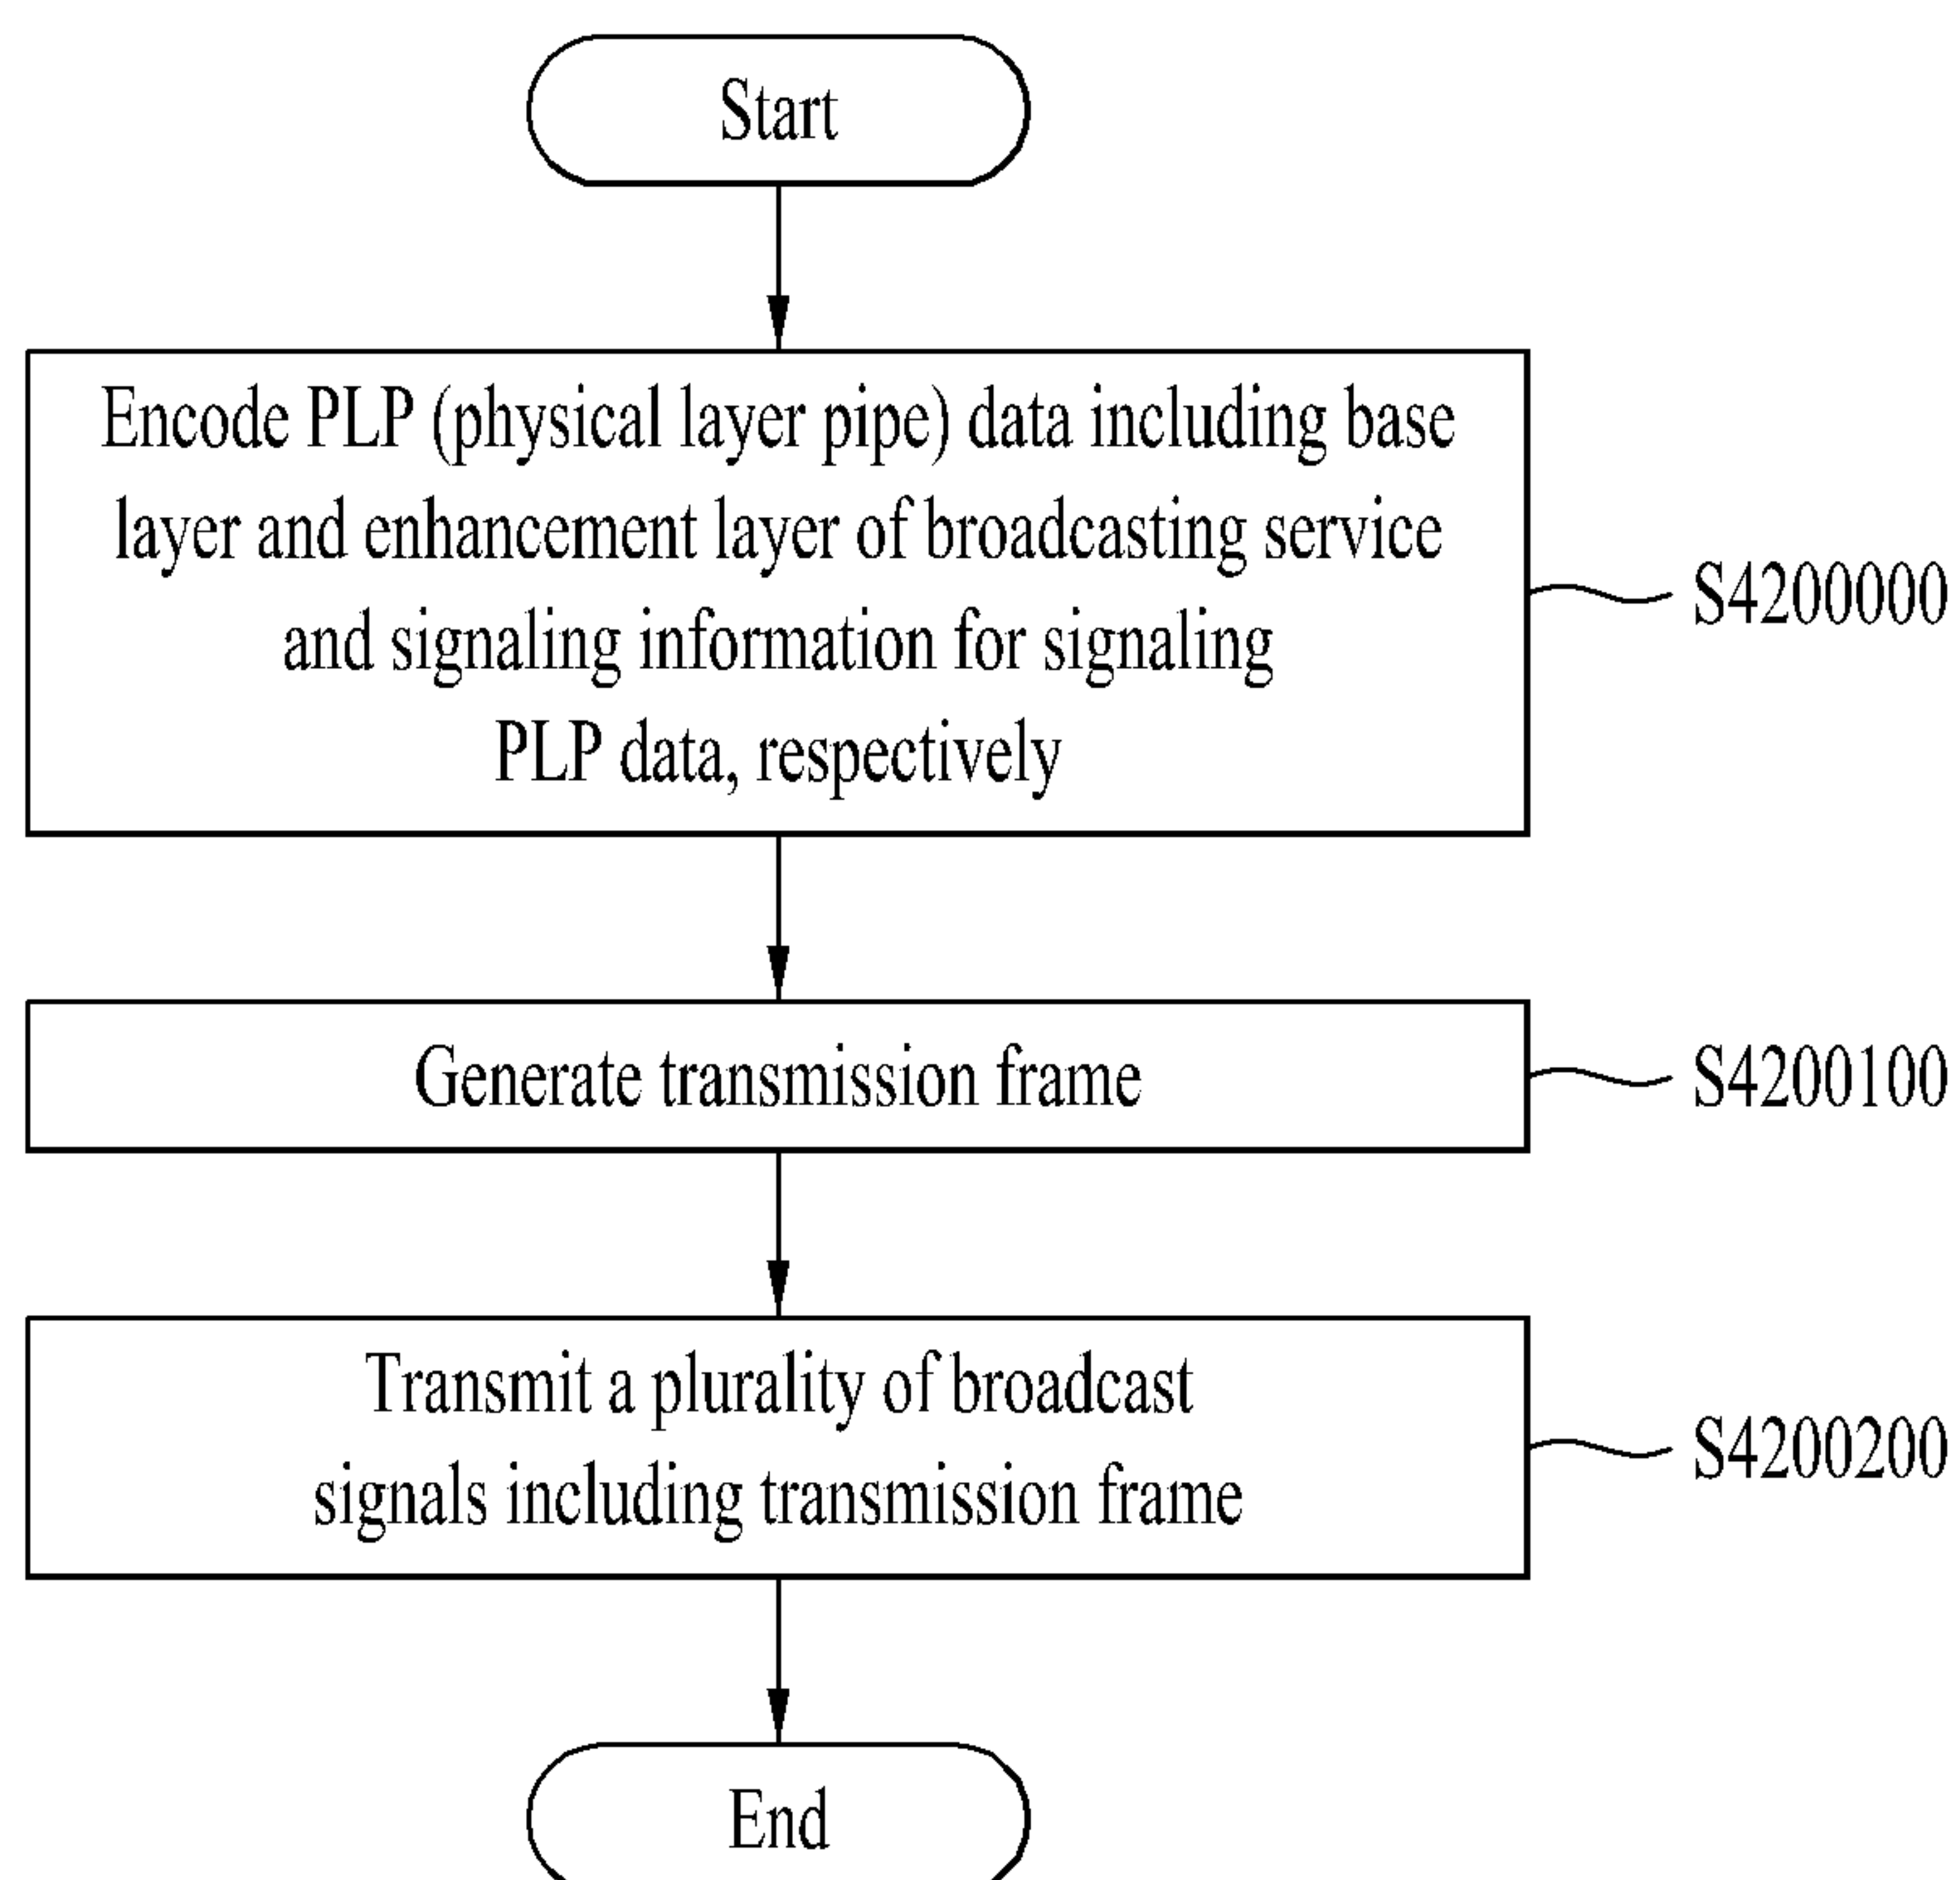 Start
Encode PLP (physical layer pipe) data including base
layer and enhancement layer of broadcasting service
and signaling information for signaling
PLP data, respectively
S4200000
Generate transmission frame
S4200100
Transmit a plurality of broadcast
signals including transmission frame
S4200200
End